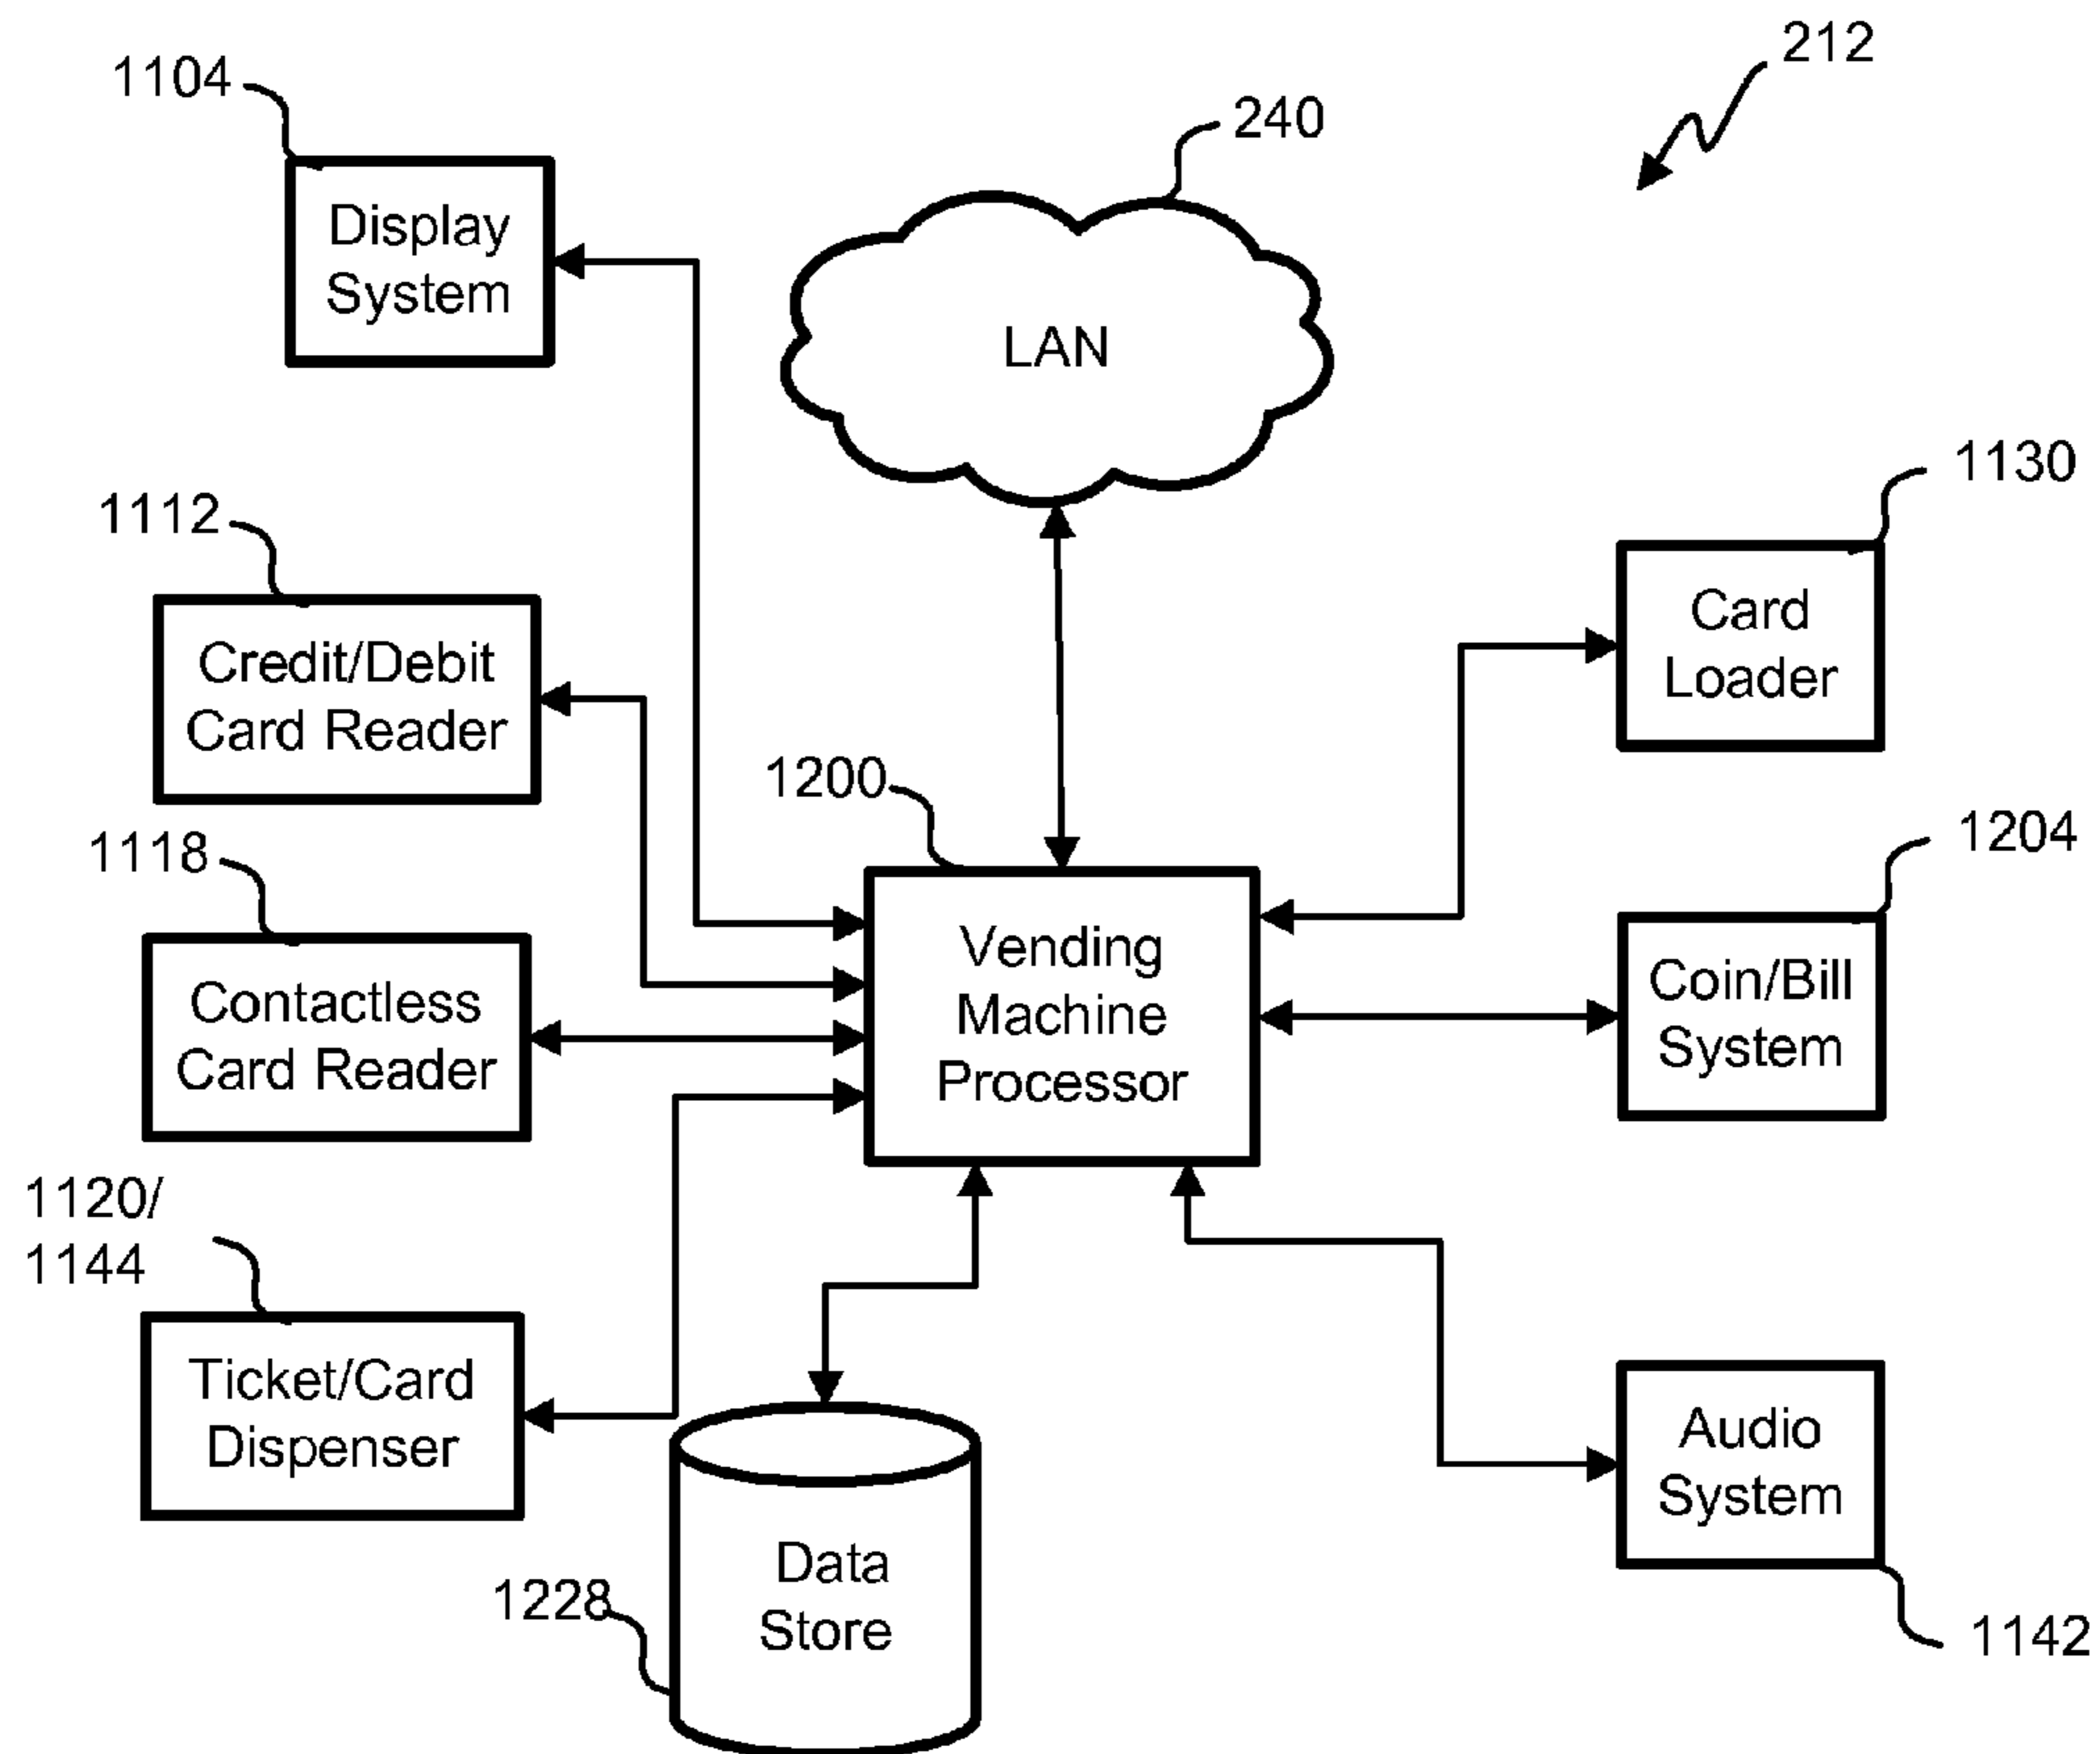 212
1104
240
Display
System
LAN
1130
1112
Card
Loader
Credit/Debit
Card Reader
1200
1204
1118
Vending
Machine
Processor
Coin/Bill
System
Contactless
Card Reader
1120/
1144
Ticket/Card
Dispenser
Audio
System
Data
Store
1228
1142